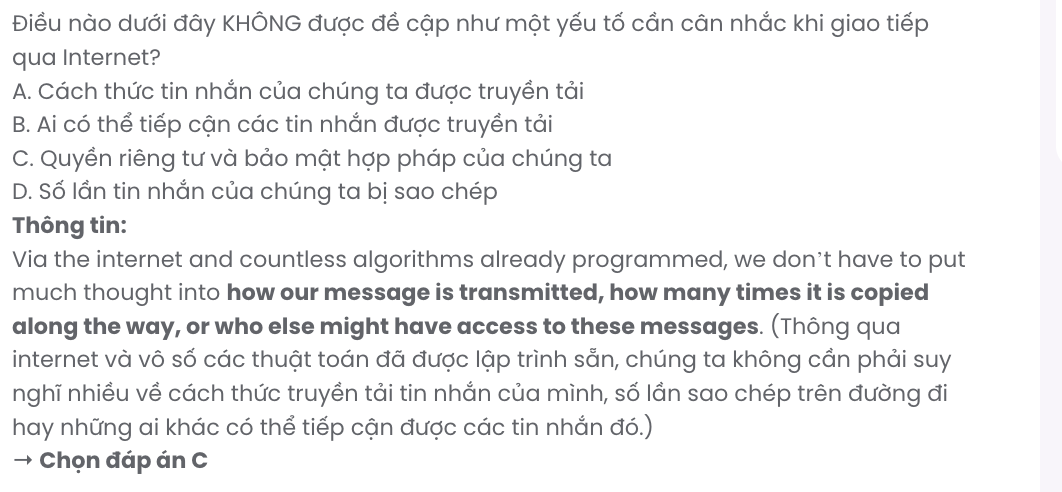 Điều nào dưới đây KHÔNG được đề cập như một yếu tố cần cân nhắc khi giao tiếp
qua Internet?
A. Cách thức tin nhắn của chúng ta được truyền tải
B. Ai có thể tiếp cận các tin nhắn được truyền tải
C. Quyền riêng tư và bảo mật hợp pháp của chúng ta
D. Số lần tin nhắn của chúng ta bị sao chép
Thông tin:
Via the internet and countless algorithms already programmed, we don’t have to put
much thought into how our message is transmitted, how many times it is copied
along the way, or who else might have access to these messages. (Thông qua
internet và vô số các thuật toán đã được lập trình sẵn, chúng ta không cần phải suy
nghĩ nhiều về cách thức truyền tải tin nhắn của mình, số lần sao chép trên đường đi
hay những ai khác có thể tiếp cận được các tin nhắn đó.)
→ Chọn đáp án C